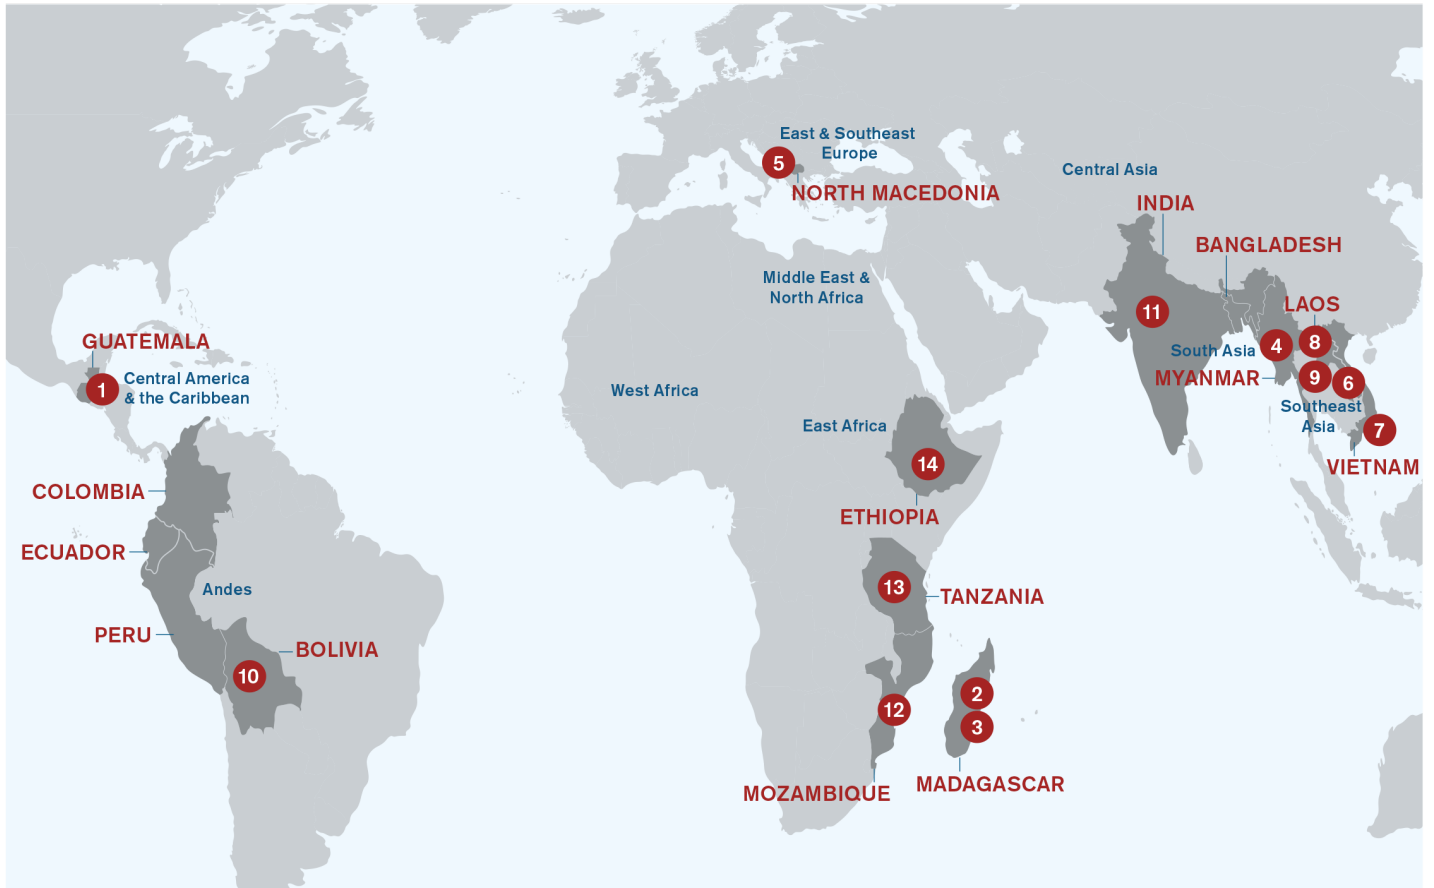 East & Southeast
Europe
5
NORTH MACEDONIA
Central Asia
INDIA
BANGLADESH
Middle East &
North Africa
11
LAOS
GUATEMALA
8
4
South Asia
1
Central America
& the Caribbean
MYANMAR
9
6
West Africa
Southeast
Asia
East Africa
7
14
VIETNAM
COLOMBIA
ETHIOPIA
ECUADOR
Andes
13
TANZANIA
PERU
BOLIVIA
10
2
12
3
MOZAMBIQUE
MADAGASCAR